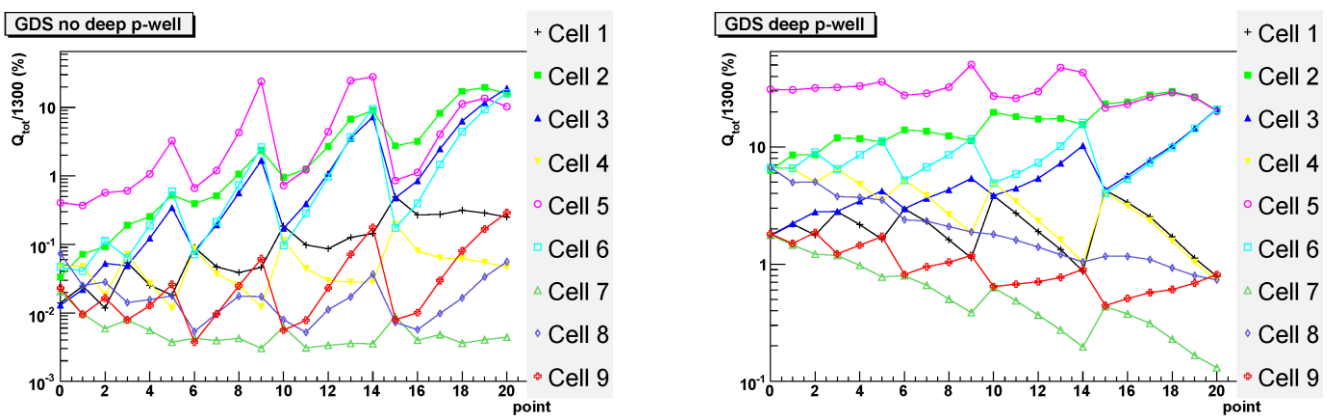 GDS no deep p-well
Q_tot/1300 (%)
10
1
10^-1
10^-2
10^-3
0 2 4 6 8 10 12 14 16 18 20
point
Cell 1
Cell 2
Cell 3
Cell 4
Cell 5
Cell 6
Cell 7
Cell 8
Cell 9
GDS deep p-well
Q_tot/1300 (%)
10
1
10^-1
0 2 4 6 8 10 12 14 16 18 20
point
Cell 1
Cell 2
Cell 3
Cell 4
Cell 5
Cell 6
Cell 7
Cell 8
Cell 9